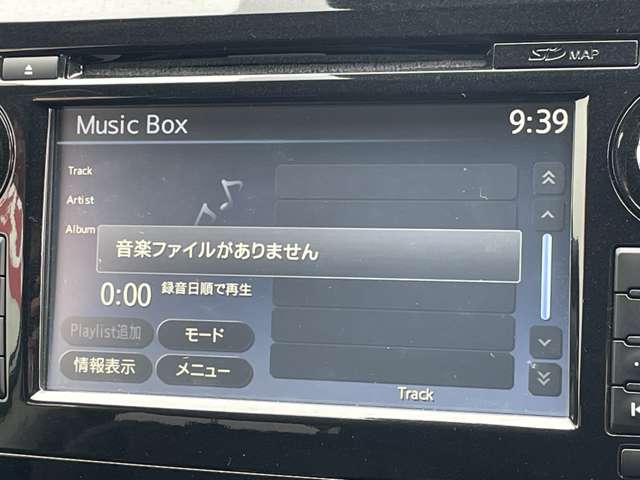 SD MAP
Music Box
9:39
Track
Artist
Album
音楽ファイルがありません
0:00
録音日順で再生
Playlist追加
モード
情報表示
メニュー
Track